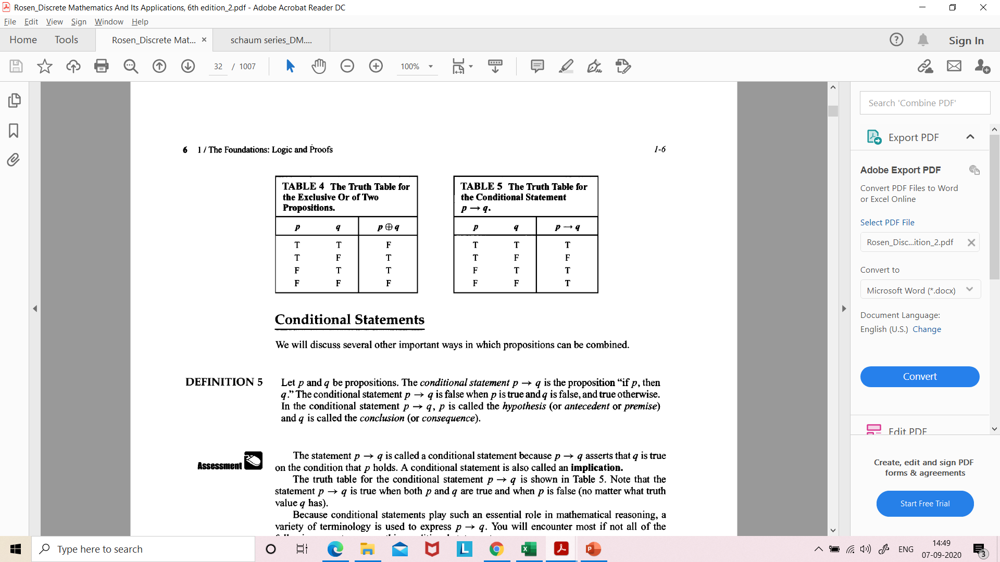 Rosen_Discrete Mathematics And Its Applications, 6th edition_2.pdf - Adobe Acrobat Reader DC
File Edit View Sign Window Help
Home Tools Rosen_Discrete Mat... × schaum series_DM.... Sign In
32 / 1007 100%
Search 'Combine PDF'
Export PDF
Adobe Export PDF
Convert PDF Files to Word
or Excel Online
Select PDF File
Rosen_Disc...ition_2.pdf
Convert to
Microsoft Word (*.docx)
Document Language:
English (U.S.) Change
Convert
Edit PDF
Create, edit and sign PDF
forms & agreements
Start Free Trial
6 1 / The Foundations: Logic and Proofs 1-6
TABLE 4 The Truth Table for
the Exclusive Or of Two
Propositions.
p q p ⊕ q
T T F
T F T
F T T
F F F
TABLE 5 The Truth Table for
the Conditional Statement
p → q.
p q p → q
T T T
T F F
F T T
F F T
Conditional Statements
We will discuss several other important ways in which propositions can be combined.
DEFINITION 5 Let p and q be propositions. The conditional statement p → q is the proposition “if p, then
q.” The conditional statement p → q is false when p is true and q is false, and true otherwise.
In the conditional statement p → q, p is called the hypothesis (or antecedent or premise)
and q is called the conclusion (or consequence).
Assessment
The statement p → q is called a conditional statement because p → q asserts that q is true
on the condition that p holds. A conditional statement is also called an implication.
The truth table for the conditional statement p → q is shown in Table 5. Note that the
statement p → q is true when both p and q are true and when p is false (no matter what truth
value q has).
Because conditional statements play such an essential role in mathematical reasoning, a
variety of terminology is used to express p → q. You will encounter most if not all of the
Type here to search
L
X
P
ENG
14:49
07-09-2020
3